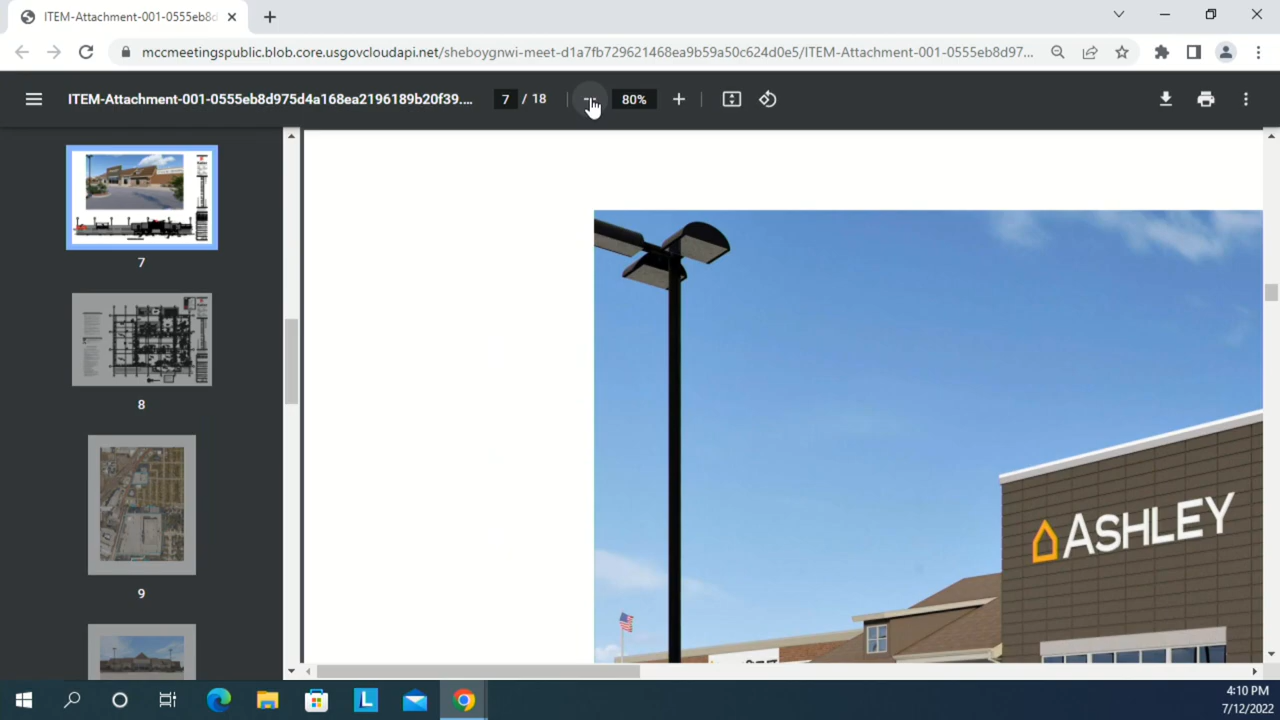 ITEM-Attachment-001-0555eb8d
mccmeetingspublic.blob.core.usgovcloudapi.net/sheboygnwi-meet-d1a7fb729621468ea9b59a50c624d0e5/ITEM-Attachment-001-0555eb8d97...
ITEM-Attachment-001-0555eb8d975d4a168ea2196189b20f39....
7 / 18
80%
7
8
9
ASHLEY
L
4:10 PM
7/12/2022